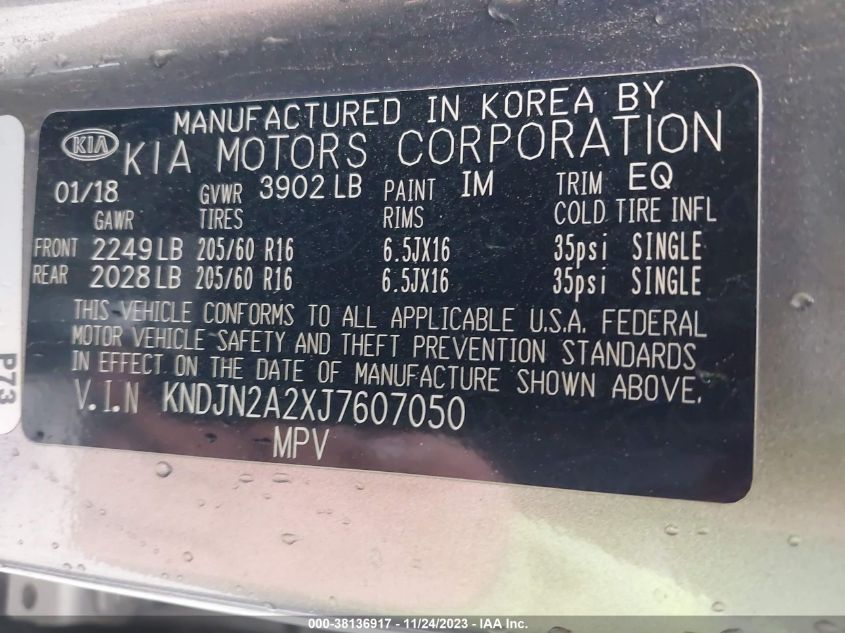 MANUFACTURED IN KOREA BY
KIA KIA MOTORS CORPORATION
01/18 GVWR 3902 LB PAINT IM TRIM EQ
GAWR TIRES RIMS COLD TIRE INFL
FRONT 2249 LB 205/60 R16 6.5JX16 35psi SINGLE
REAR 2028 LB 205/60 R16 6.5JX16 35psi SINGLE
THIS VEHICLE CONFORMS TO ALL APPLICABLE U.S.A. FEDERAL
MOTOR VEHICLE SAFETY AND THEFT PREVENTION STANDARDS
IN EFFECT ON THE DATE OF MANUFACTURE SHOWN ABOVE.
V.I.N KNDJN2A2XJ7607050
MPV
P73
000-38136917 - 11/24/2023 - IAA Inc.